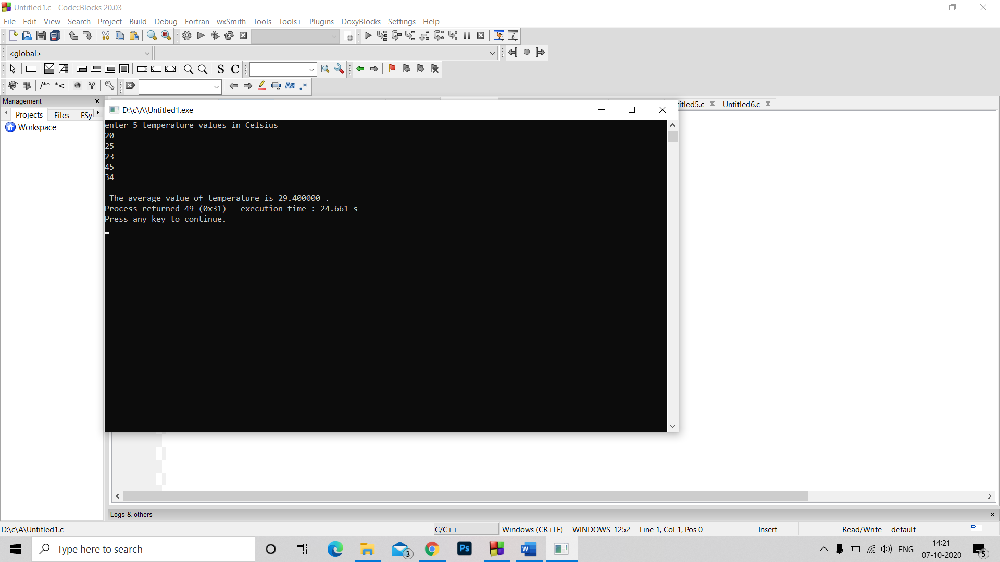 Untitled1.c - Code::Blocks 20.03
File Edit View Search Project Build Debug Fortran wxSmith Tools Tools+ Plugins DoxyBlocks Settings Help
<global>
S C
/** *<
Aa .*
Management
Projects Files FSy
Workspace
titled5.c Untitled6.c
D:\c\A\Untitled1.exe
enter 5 temperature values in Celsius
20
25
23
45
34
The average value of temperature is 29.400000 .
Process returned 49 (0x31) execution time : 24.661 s
Press any key to continue.
Logs & others
D:\c\A\Untitled1.c C/C++ Windows (CR+LF) WINDOWS-1252 Line 1, Col 1, Pos 0 Insert Read/Write default
Type here to search
3
Ps
W
ENG
14:21
07-10-2020
5